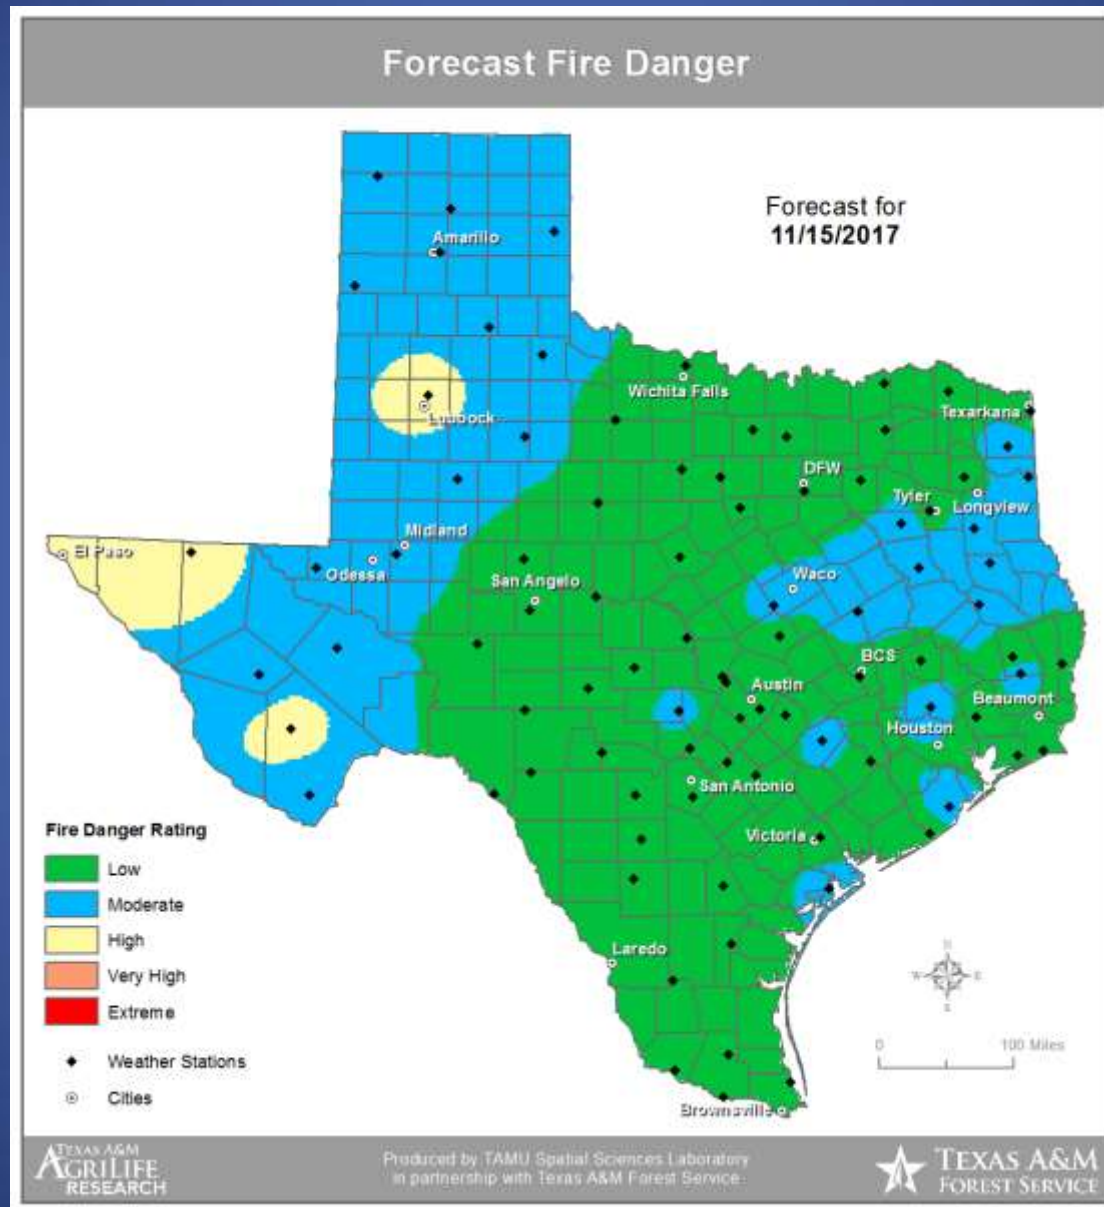 Forecast Fire Danger
Forecast for
11/15/2017
Amarillo
Wichita Falls
Lubbock
Texarkana
DFW
Tyler
Longview
Midland
El Paso
Odessa
San Angelo
Waco
BCS
Austin
Beaumont
Houston
San Antonio
Victoria
Laredo
Brownsville
Fire Danger Rating
Low
Moderate
High
Very High
Extreme
Weather Stations
Cities
N
W E
S
0 100 Miles
TEXAS A&M
AGRILIFE
RESEARCH
Produced by TAMU Spatial Sciences Laboratory
in partnership with Texas A&M Forest Service
TEXAS A&M
FOREST SERVICE